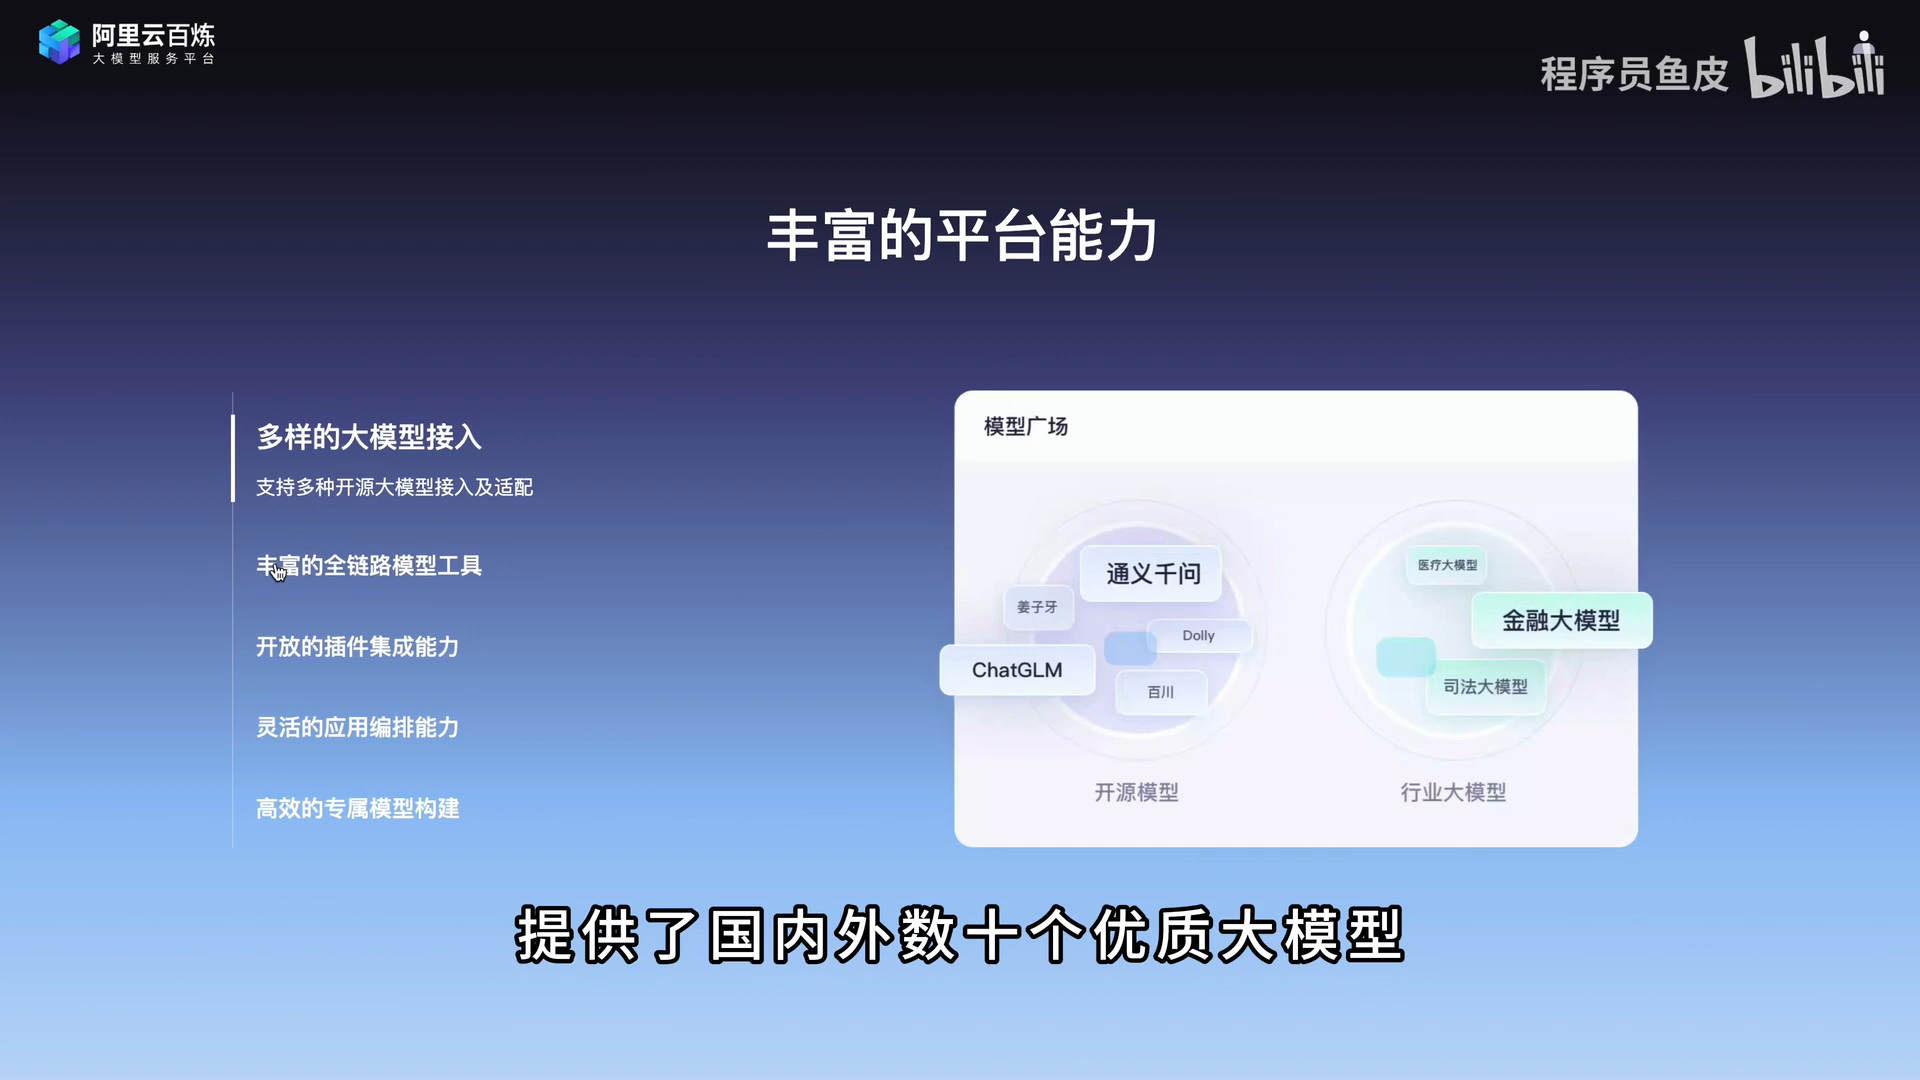 阿里云百炼
大模型服务平台
程序员鱼皮 bilibili
丰富的平台能力
多样的大模型接入
支持多种开源大模型接入及适配
丰富的全链路模型工具
开放的插件集成能力
灵活的应用编排能力
高效的专属模型构建
模型广场
通义千问
姜子牙
Dolly
ChatGLM
百川
开源模型
医疗大模型
金融大模型
司法大模型
行业大模型
提供了国内外数十个优质大模型